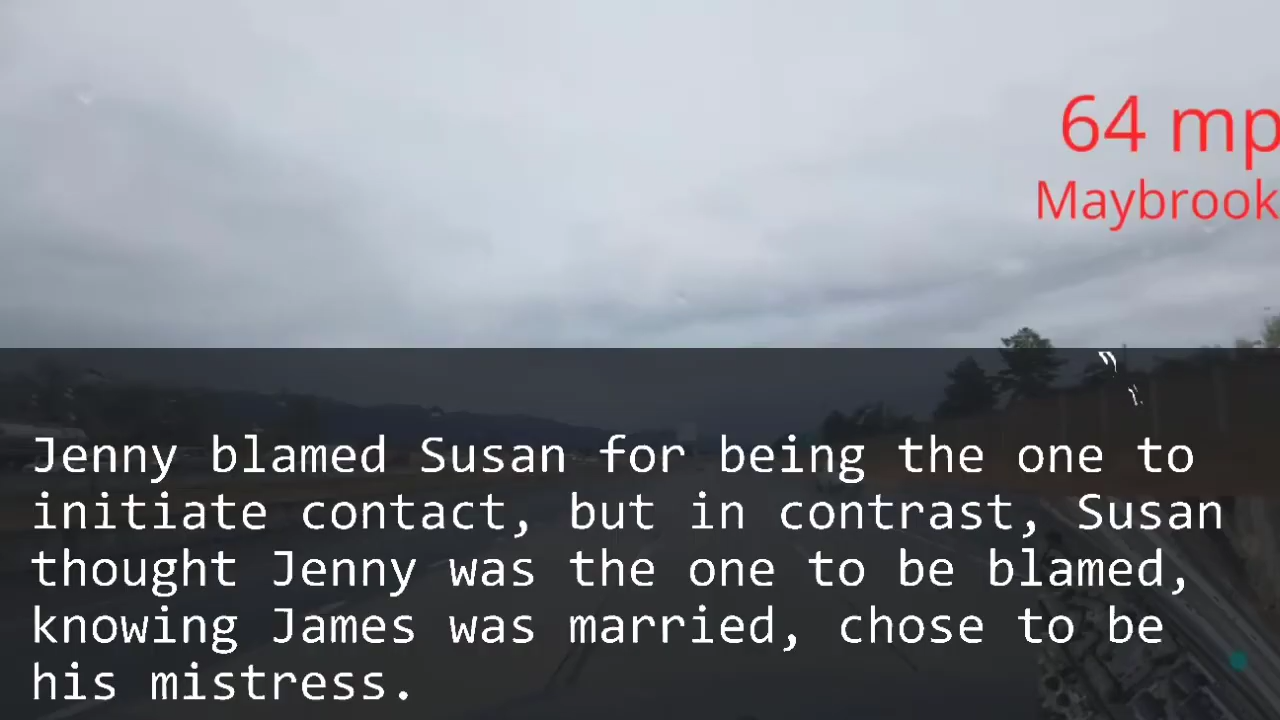 64 mp
Maybrook
Jenny blamed Susan for being the one to
initiate contact, but in contrast, Susan
thought Jenny was the one to be blamed,
knowing James was married, chose to be
his mistress.